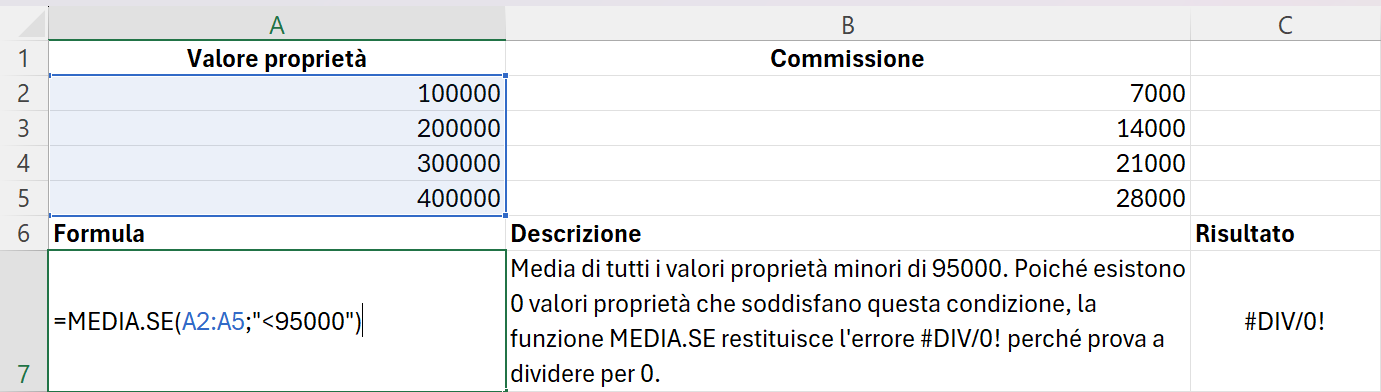 A B C
1 Valore proprietà Commissione
2 100000 7000
3 200000 14000
4 300000 21000
5 400000 28000
6 Formula Descrizione Risultato
Media di tutti i valori proprietà minori di 95000. Poiché esistono
0 valori proprietà che soddisfano questa condizione, la
=MEDIA.SE(A2:A5;"<95000") #DIV/0!
funzione MEDIA.SE restituisce l'errore #DIV/0! perché prova a
7 dividere per 0.